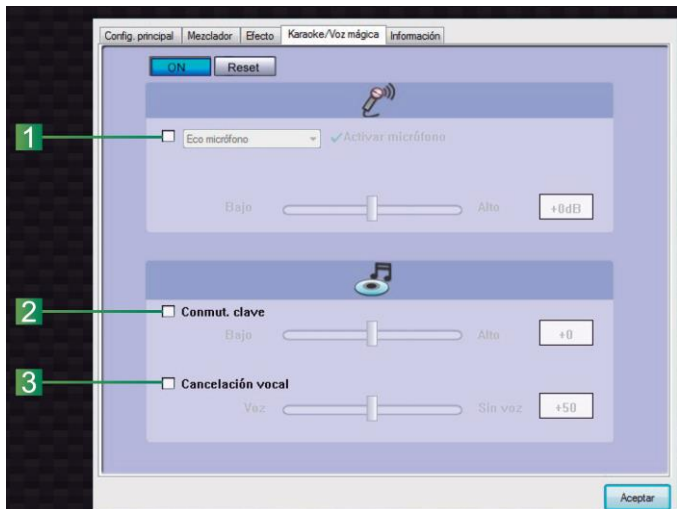 Config. principal Mezclador Efecto Karaoke/Voz mágica Información
ON Reset
1 Eco micrófono Activar micrófono
Bajo Alto +0dB
2 Conmut. clave
Bajo Alto +0
3 Cancelación vocal
Voz Sin voz +50
Aceptar